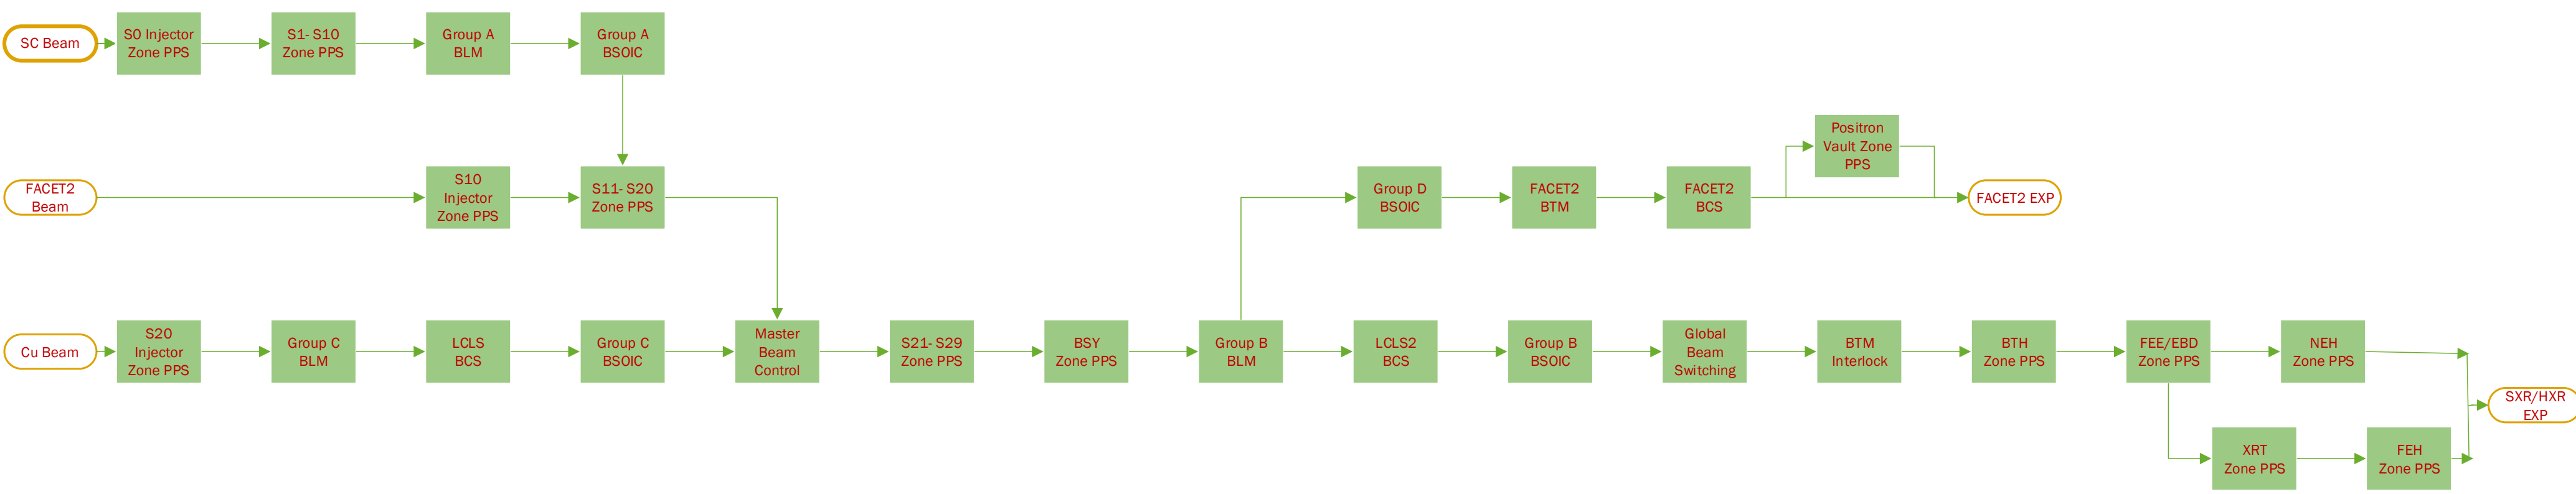 SC Beam
S0 Injector
Zone PPS
S1- S10
Zone PPS
Group A
BLM
Group A
BSOIC
Positron
Vault Zone
PPS
FACET2
Beam
S10
Injector
Zone PPS
S11- S20
Zone PPS
Group D
BSOIC
FACET2
BTM
FACET2
BCS
FACET2 EXP
Cu Beam
S20
Injector
Zone PPS
Group C
BLM
LCLS
BCS
Group C
BSOIC
Master
Beam
Control
S21- S29
Zone PPS
BSY
Zone PPS
Group B
BLM
LCLS2
BCS
Group B
BSOIC
Global
Beam
Switching
BTM
Interlock
BTH
Zone PPS
FEE/EBD
Zone PPS
NEH
Zone PPS
SXR/HXR
EXP
XRT
Zone PPS
FEH
Zone PPS